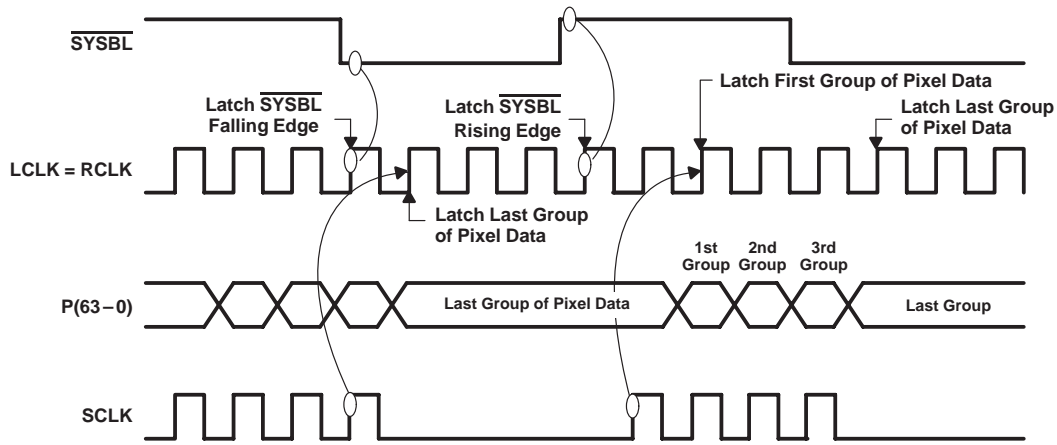 SYSBL
Latch First Group of Pixel Data
Latch SYSBL
Falling Edge
Latch SYSBL
Rising Edge
Latch Last Group
of Pixel Data
LCLK = RCLK
Latch Last Group
of Pixel Data
1st
Group
2nd
Group
3rd
Group
P(63–0)
Last Group of Pixel Data
Last Group
SCLK